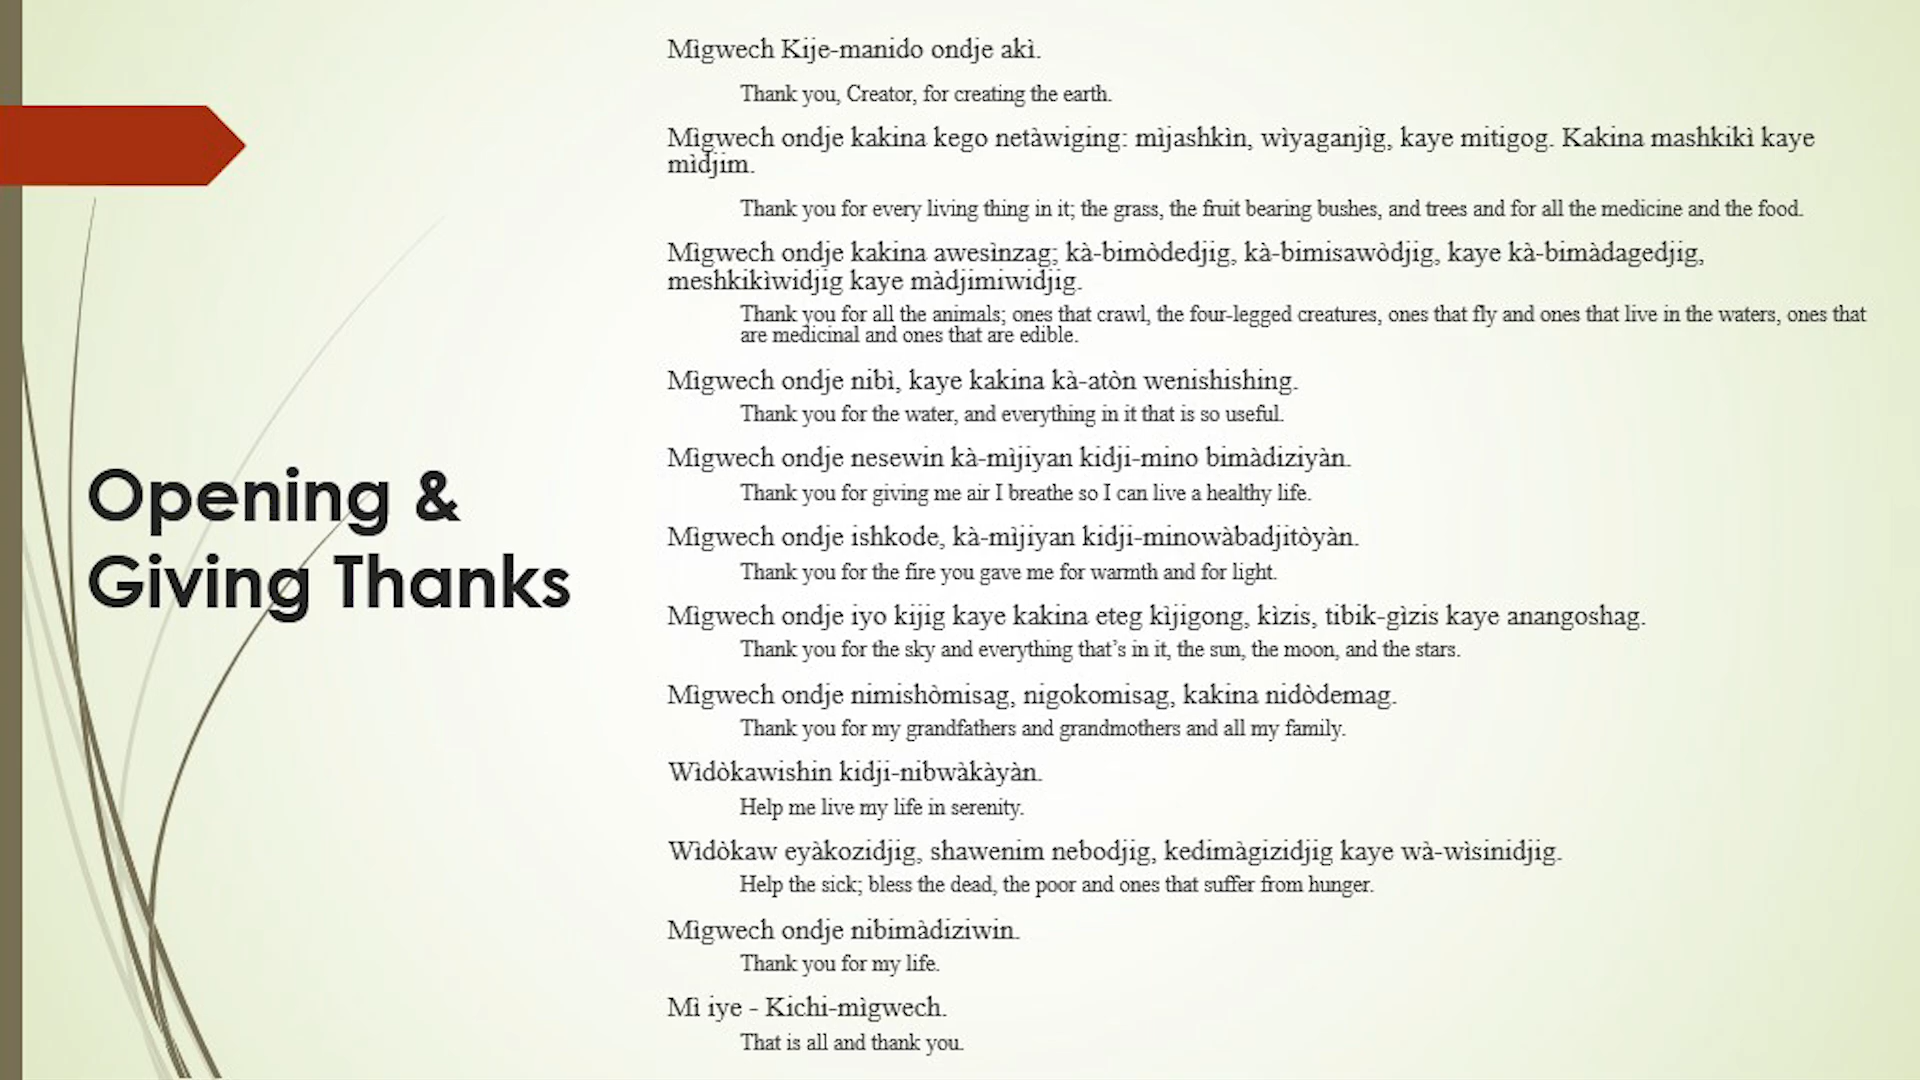 Opening &
Giving Thanks
Mìgwech Kije-manido ondje akì.
Thank you, Creator, for creating the earth.
Mìgwech ondje kakina kego netàwiging: mìjashkìn, wìyaganjìg, kaye mitigog. Kakina mashkikì kaye
mìdjim.
Thank you for every living thing in it; the grass, the fruit bearing bushes, and trees and for all the medicine and the food.
Mìgwech ondje kakina awesìnzag; kà-bimòdedjig, kà-bimisawòdjig, kaye kà-bimàdagedjig,
meshkikìwidjig kaye màdjimiwidjig.
Thank you for all the animals; ones that crawl, the four-legged creatures, ones that fly and ones that live in the waters, ones that
are medicinal and ones that are edible.
Mìgwech ondje nibì, kaye kakina kà-atòn wenishishing.
Thank you for the water, and everything in it that is so useful.
Mìgwech ondje nesewin kà-mìjiyan kidji-mino bimàdiziyàn.
Thank you for giving me air I breathe so I can live a healthy life.
Mìgwech ondje ishkode, kà-mìjiyan kidji-minowàbadjitòyàn.
Thank you for the fire you gave me for warmth and for light.
Mìgwech ondje iyo kijig kaye kakina eteg kìjigong, kìzis, tibik-gìzis kaye anangoshag.
Thank you for the sky and everything that’s in it, the sun, the moon, and the stars.
Mìgwech ondje nimishòmisag, nigokomisag, kakina nidòdemag.
Thank you for my grandfathers and grandmothers and all my family.
Wìdòkawishin kidji-nibwàkàyàn.
Help me live my life in serenity.
Wìdòkaw eyàkozidjig, shawenim nebodjig, kedimàgizidjig kaye wà-wìsinidjig.
Help the sick; bless the dead, the poor and ones that suffer from hunger.
Mìgwech ondje nibimàdiziwin.
Thank you for my life.
Mì iye - Kichi-mìgwech.
That is all and thank you.